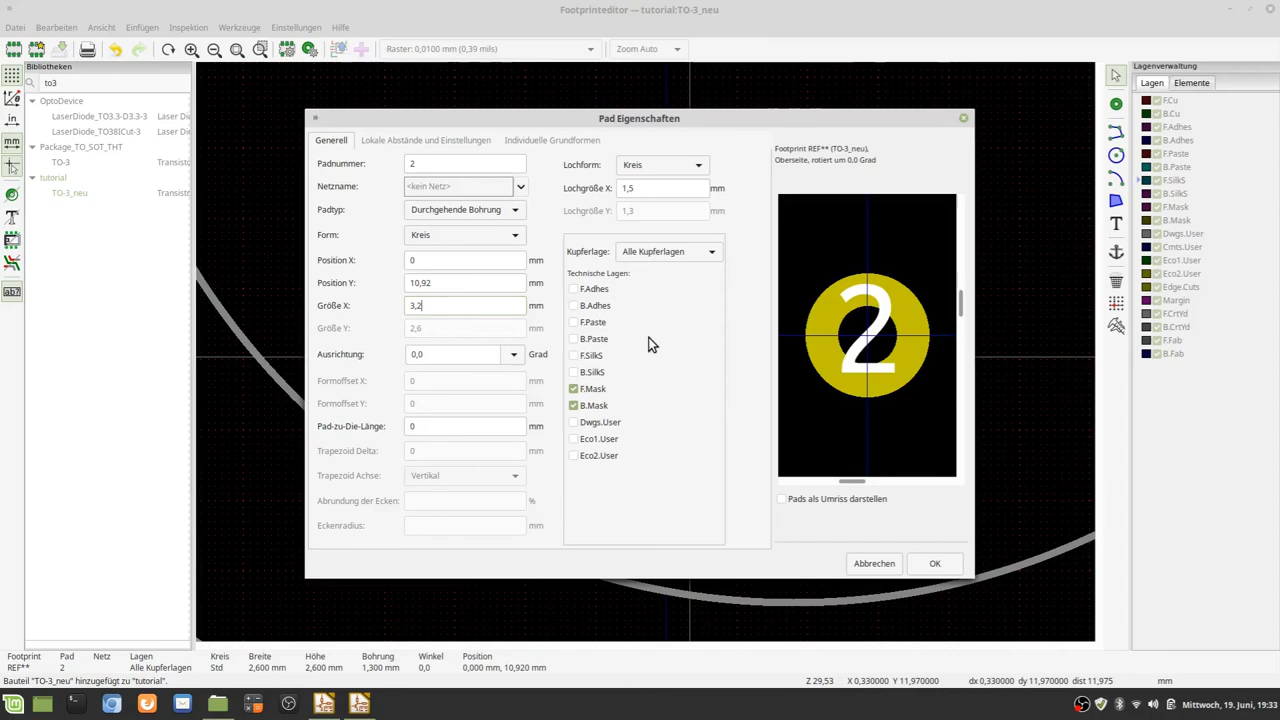 Footprinteditor — tutorial:TO-3_neu
Datei Bearbeiten Ansicht Einfügen Inspektion Werkzeuge Einstellungen Hilfe
Raster: 0,0100 mm (0,39 mils) Zoom Auto
Bibliotheken
to3
OptoDevice
LaserDiode_TO3.3-D3.3-3 Laser Di
LaserDiode_TO38ICut-3 Laser Di
Package_TO_SOT_THT
TO-3 Transist
tutorial
TO-3_neu Transist
Pad Eigenschaften
Generell Lokale Abstände und Einstellungen Individuelle Grundformen
Padnummer: 2
Netzname: <kein Netz>
Padtyp: Durchgehende Bohrung
Form: Kreis
Position X: 0 mm
Position Y: 10,92 mm
Größe X: 3,2 mm
Größe Y: 2,6 mm
Ausrichtung: 0,0 Grad
Formoffset X: 0 mm
Formoffset Y: 0 mm
Pad-zu-Die-Länge: 0 mm
Trapezoid Delta: 0 mm
Trapezoid Achse: Vertikal
Abrundung der Ecken: %
Eckenradius: mm
Lochform: Kreis
Lochgröße X: 1,5 mm
Lochgröße Y: 1,3 mm
Kupferlage: Alle Kupferlagen
Technische Lagen:
F.Adhes
B.Adhes
F.Paste
B.Paste
F.SilkS
B.SilkS
F.Mask
B.Mask
Dwgs.User
Eco1.User
Eco2.User
Footprint REF** (TO-3_neu),
Oberseite, rotiert um 0,0 Grad
2
Pads als Umriss darstellen
Abbrechen OK
Lagenverwaltung
Lagen Elemente
F.Cu
B.Cu
F.Adhes
B.Adhes
F.Paste
B.Paste
F.SilkS
B.SilkS
F.Mask
B.Mask
Dwgs.User
Cmts.User
Eco1.User
Eco2.User
Edge.Cuts
Margin
F.CrtYd
B.CrtYd
F.Fab
B.Fab
Footprint Pad Netz Lagen Kreis Höhe Bohrung Winkel Position
REF** 2 Alle Kupferlagen Std 2,600 mm 2,600 mm 1,300 mm 0,0 0,000 mm, 10,920 mm
Bauteil "TO-3_neu" hinzugefügt zu "tutorial". Z 29,53 X 0,330000 Y 11,970000 dx 0,330000 dy 11,970000 dist 11,975 mm
Mittwoch, 19. Juni, 19:33